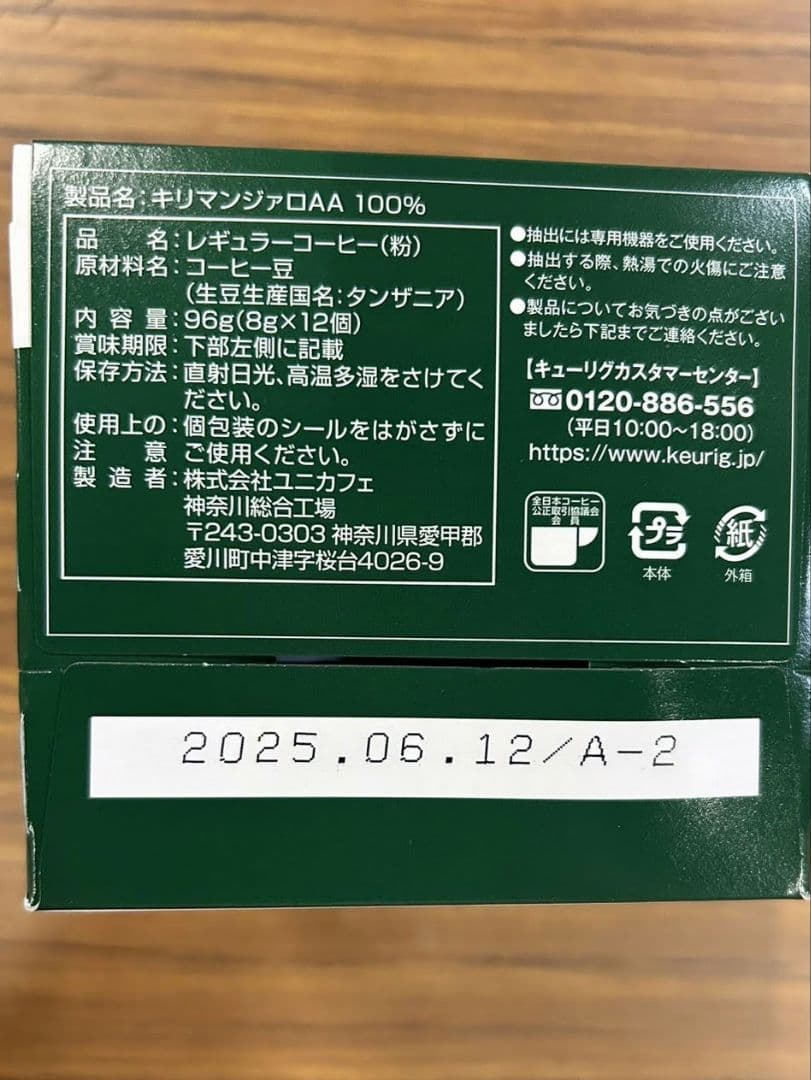 製品名：キリマンジァロAA 100%
品名：レギュラーコーヒー（粉）
原材料名：コーヒー豆
（生豆生産国名：タンザニア）
内容量：96g（8g×12個）
賞味期限：下部左側に記載
保存方法：直射日光、高温多湿をさけてく
ださい。
使用上の：個包装のシールをはがさずに
注意 ご使用ください。
製造者：株式会社ユニカフェ
神奈川総合工場
〒243-0303 神奈川県愛甲郡
愛川町中津字桜台4026-9
●抽出には専用機器をご使用ください。
●抽出する際、熱湯での火傷にご注意
ください。
●製品についてお気づきの点がござい
ましたら下記までご連絡ください。
【キューリグカスタマーセンター】
0120-886-556
（平日10:00～18:00）
https://www.keurig.jp/
全日本コーヒー
公正取引協議会
会員
プラ
本体
紙
外箱
2025.06.12/A-2